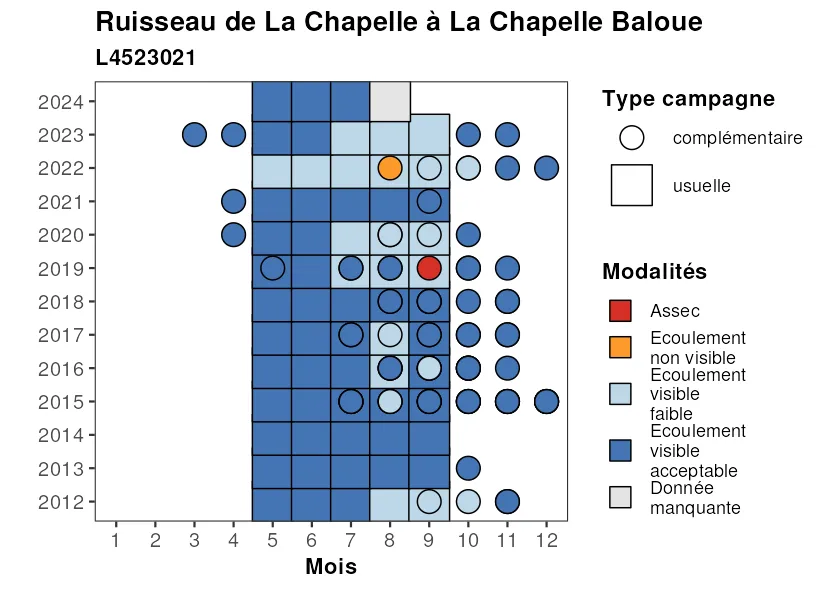 Ruisseau de La Chapelle à La Chapelle Baloue
L4523021
2024
2023
2022
2021
2020
2019
2018
2017
2016
2015
2014
2013
2012
1 2 3 4 5 6 7 8 9 10 11 12
Mois
Type campagne
complémentaire
usuelle
Modalités
Assec
Ecoulement
non visible
Ecoulement
visible
faible
Ecoulement
visible
acceptable
Donnée
manquante